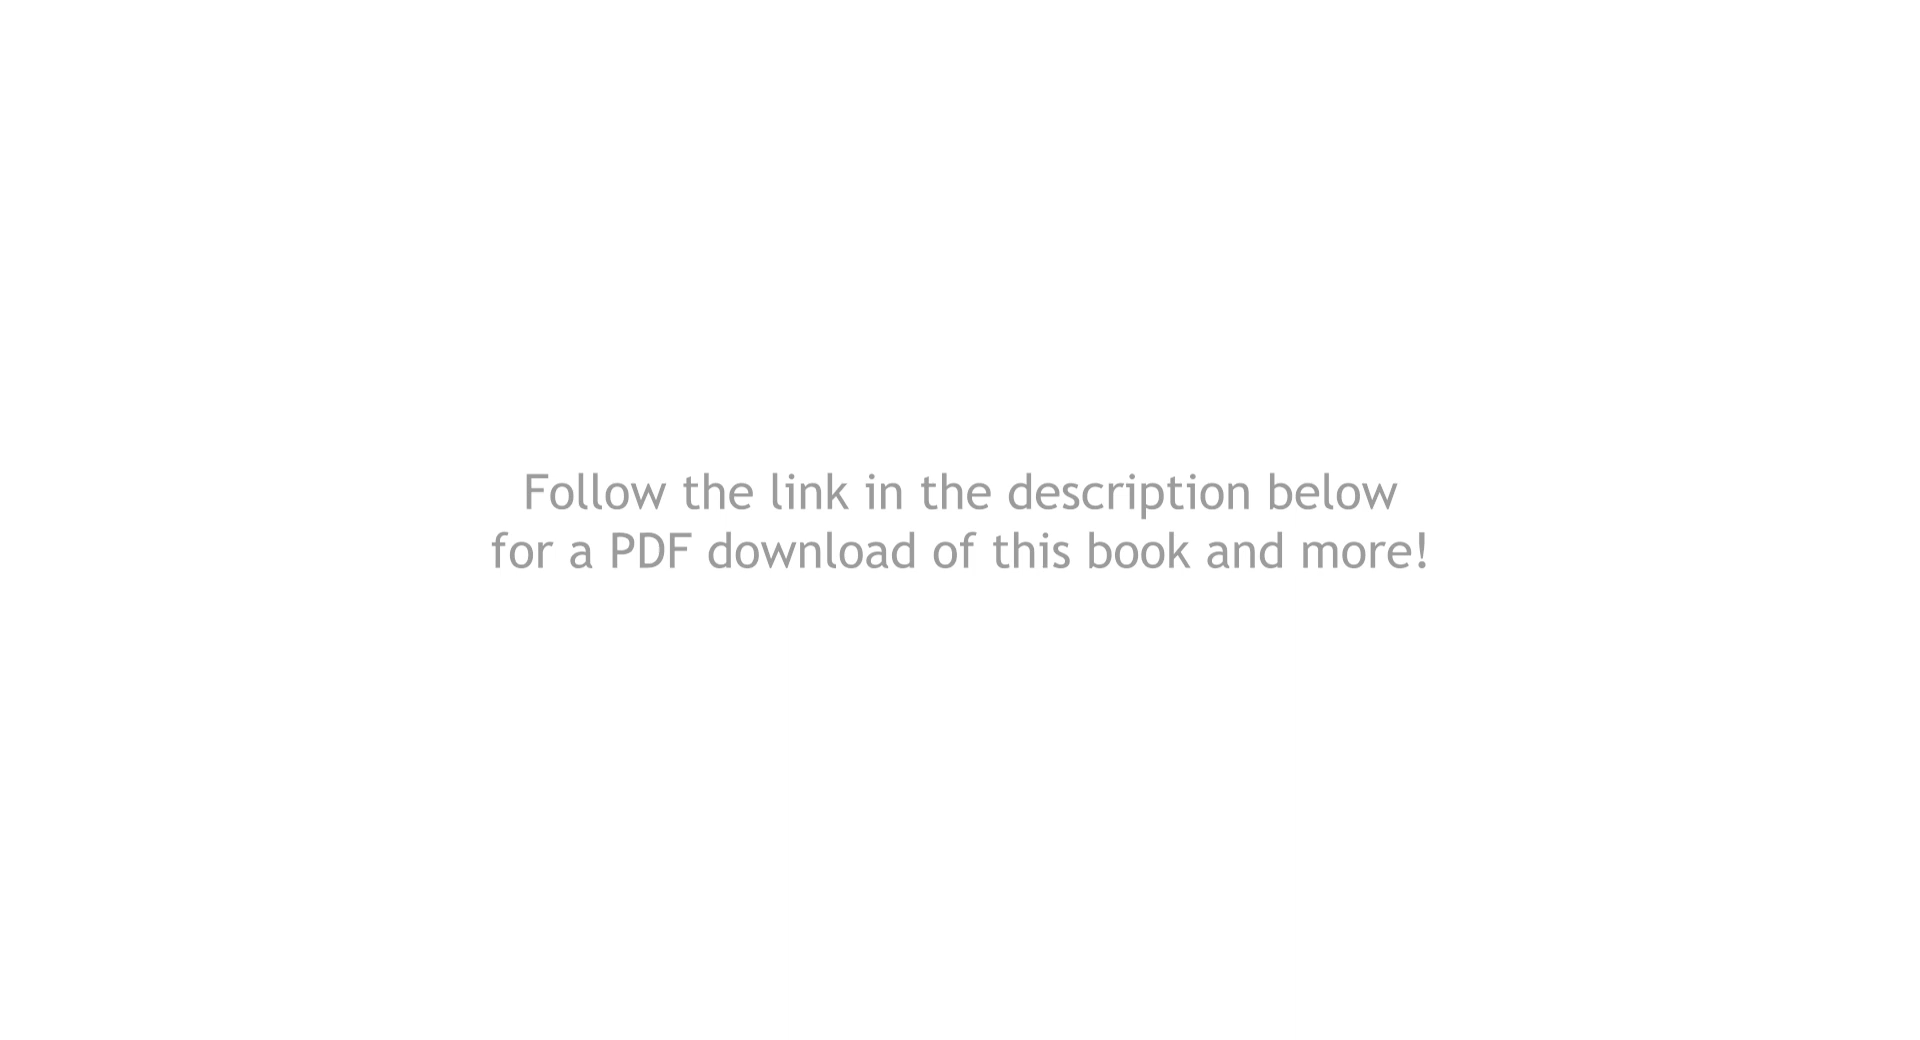 Follow the link in the description below
for a PDF download of this book and more!